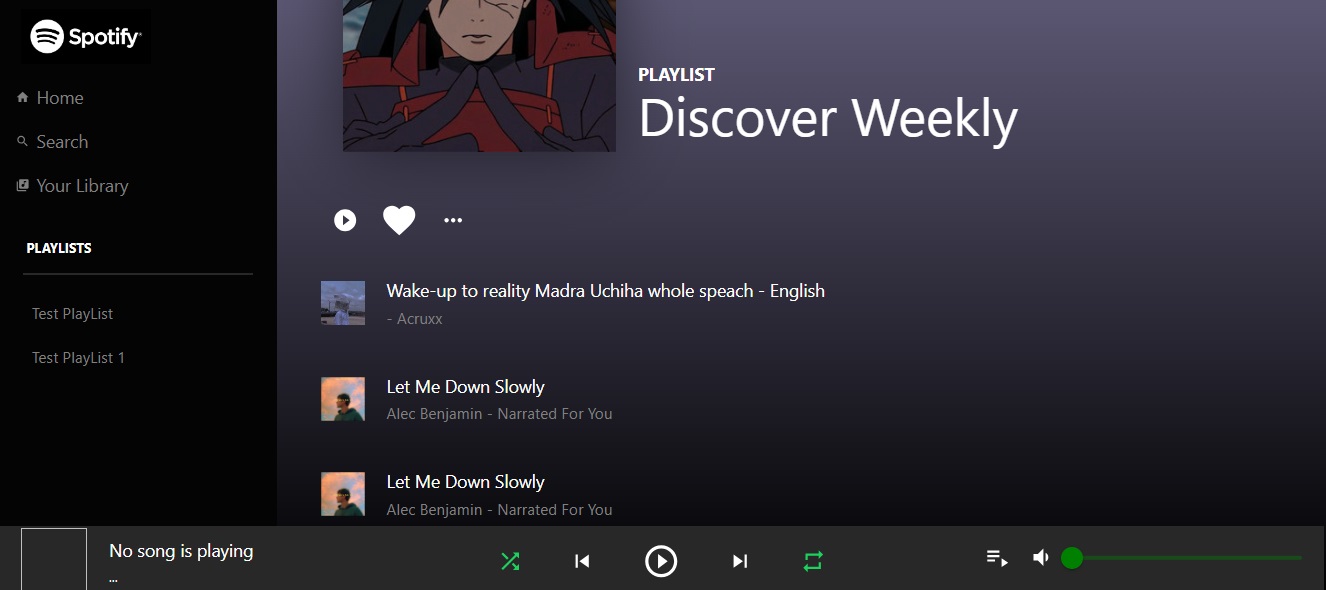 Spotify
Home
Search
Your Library
PLAYLISTS
Test PlayList
Test PlayList 1
PLAYLIST
Discover Weekly
Wake-up to reality Madra Uchiha whole speach - English
- Acruxx
Let Me Down Slowly
Alec Benjamin - Narrated For You
Let Me Down Slowly
Alec Benjamin - Narrated For You
No song is playing
...